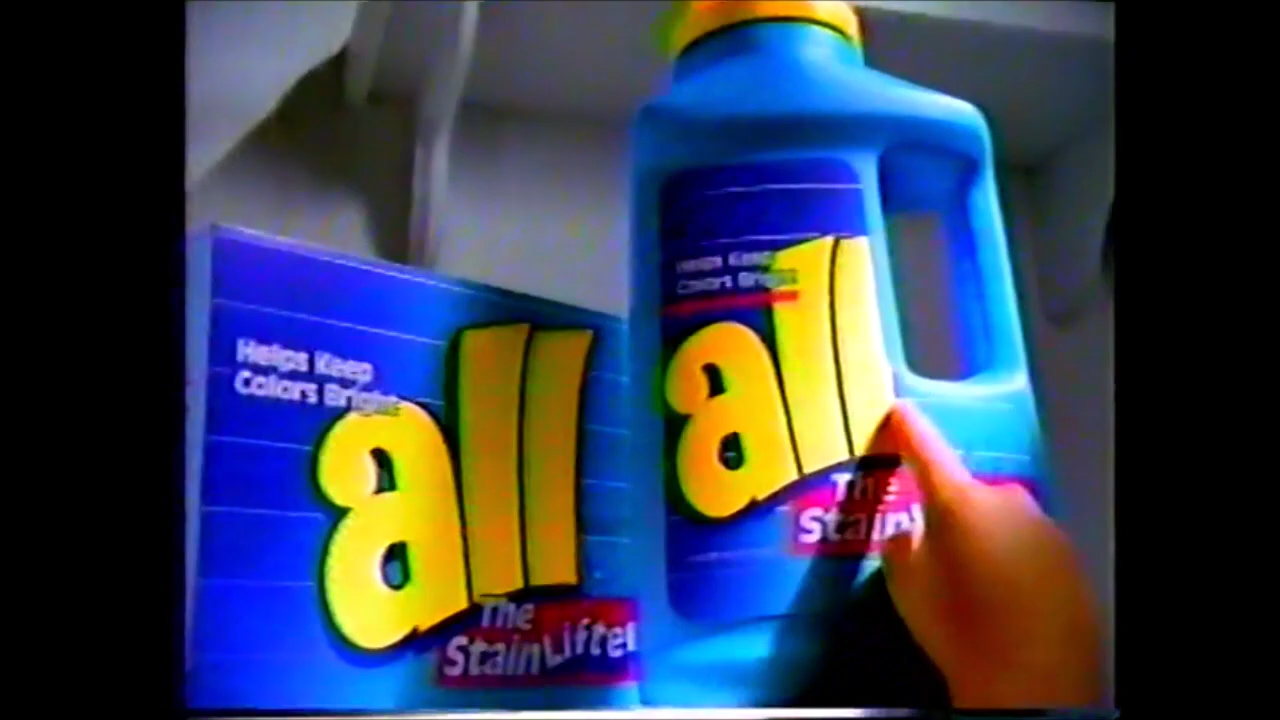 Helps Keep
Colors Bright
all
The
StainLifter
Helps Keep
Colors Bright
all
The
Stain